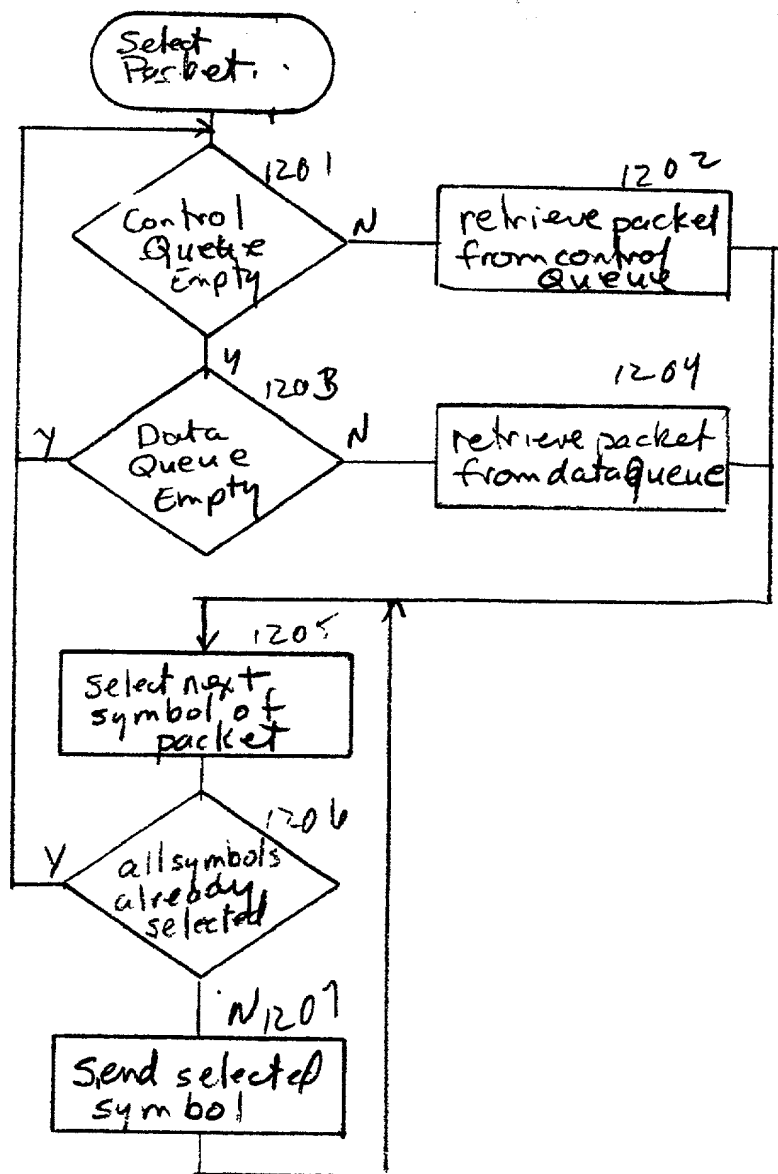 Select
Packet.
1201
Control
Queue
Empty
N
1202
retrieve packet
from control
Queue
y
1203
Data
Queue
Empty
Y
N
1204
retrieve packet
from data Queue
1205
select next
symbol of
packet
1206
all symbols
already
selected
Y
N
1207
Send selected
symbol